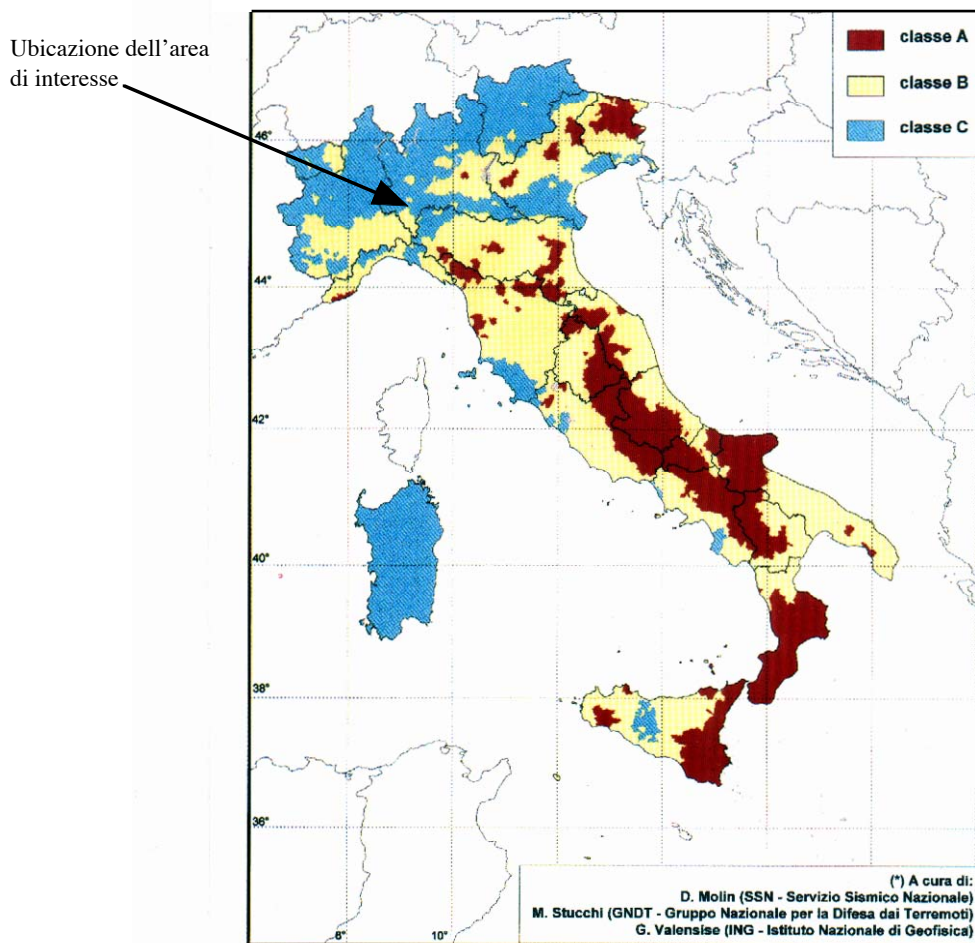 Ubicazione dell'area
di interesse
classe A
classe B
classe C
46°
44°
42°
40°
38°
36°
8°
10°
(*) A cura di:
D. Molin (SSN - Servizio Sismico Nazionale)
M. Stucchi (GNDT - Gruppo Nazionale per la Difesa dai Terremoti)
G. Valensise (ING - Istituto Nazionale di Geofisica)